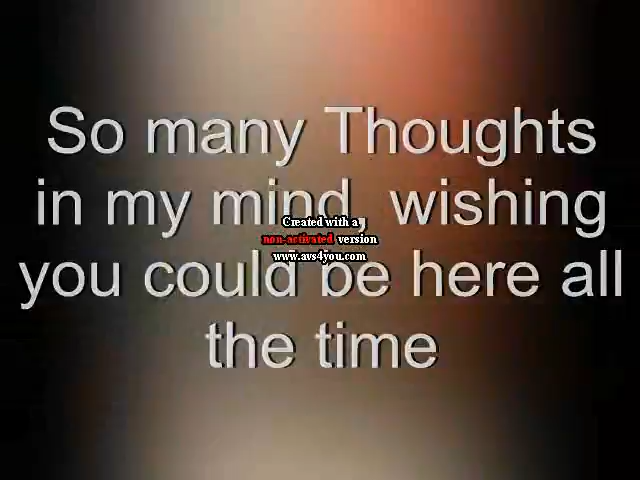 So many Thoughts
in my mind, wishing
you could be here all
the time
Created with a
non-activated version
www.avs4you.com